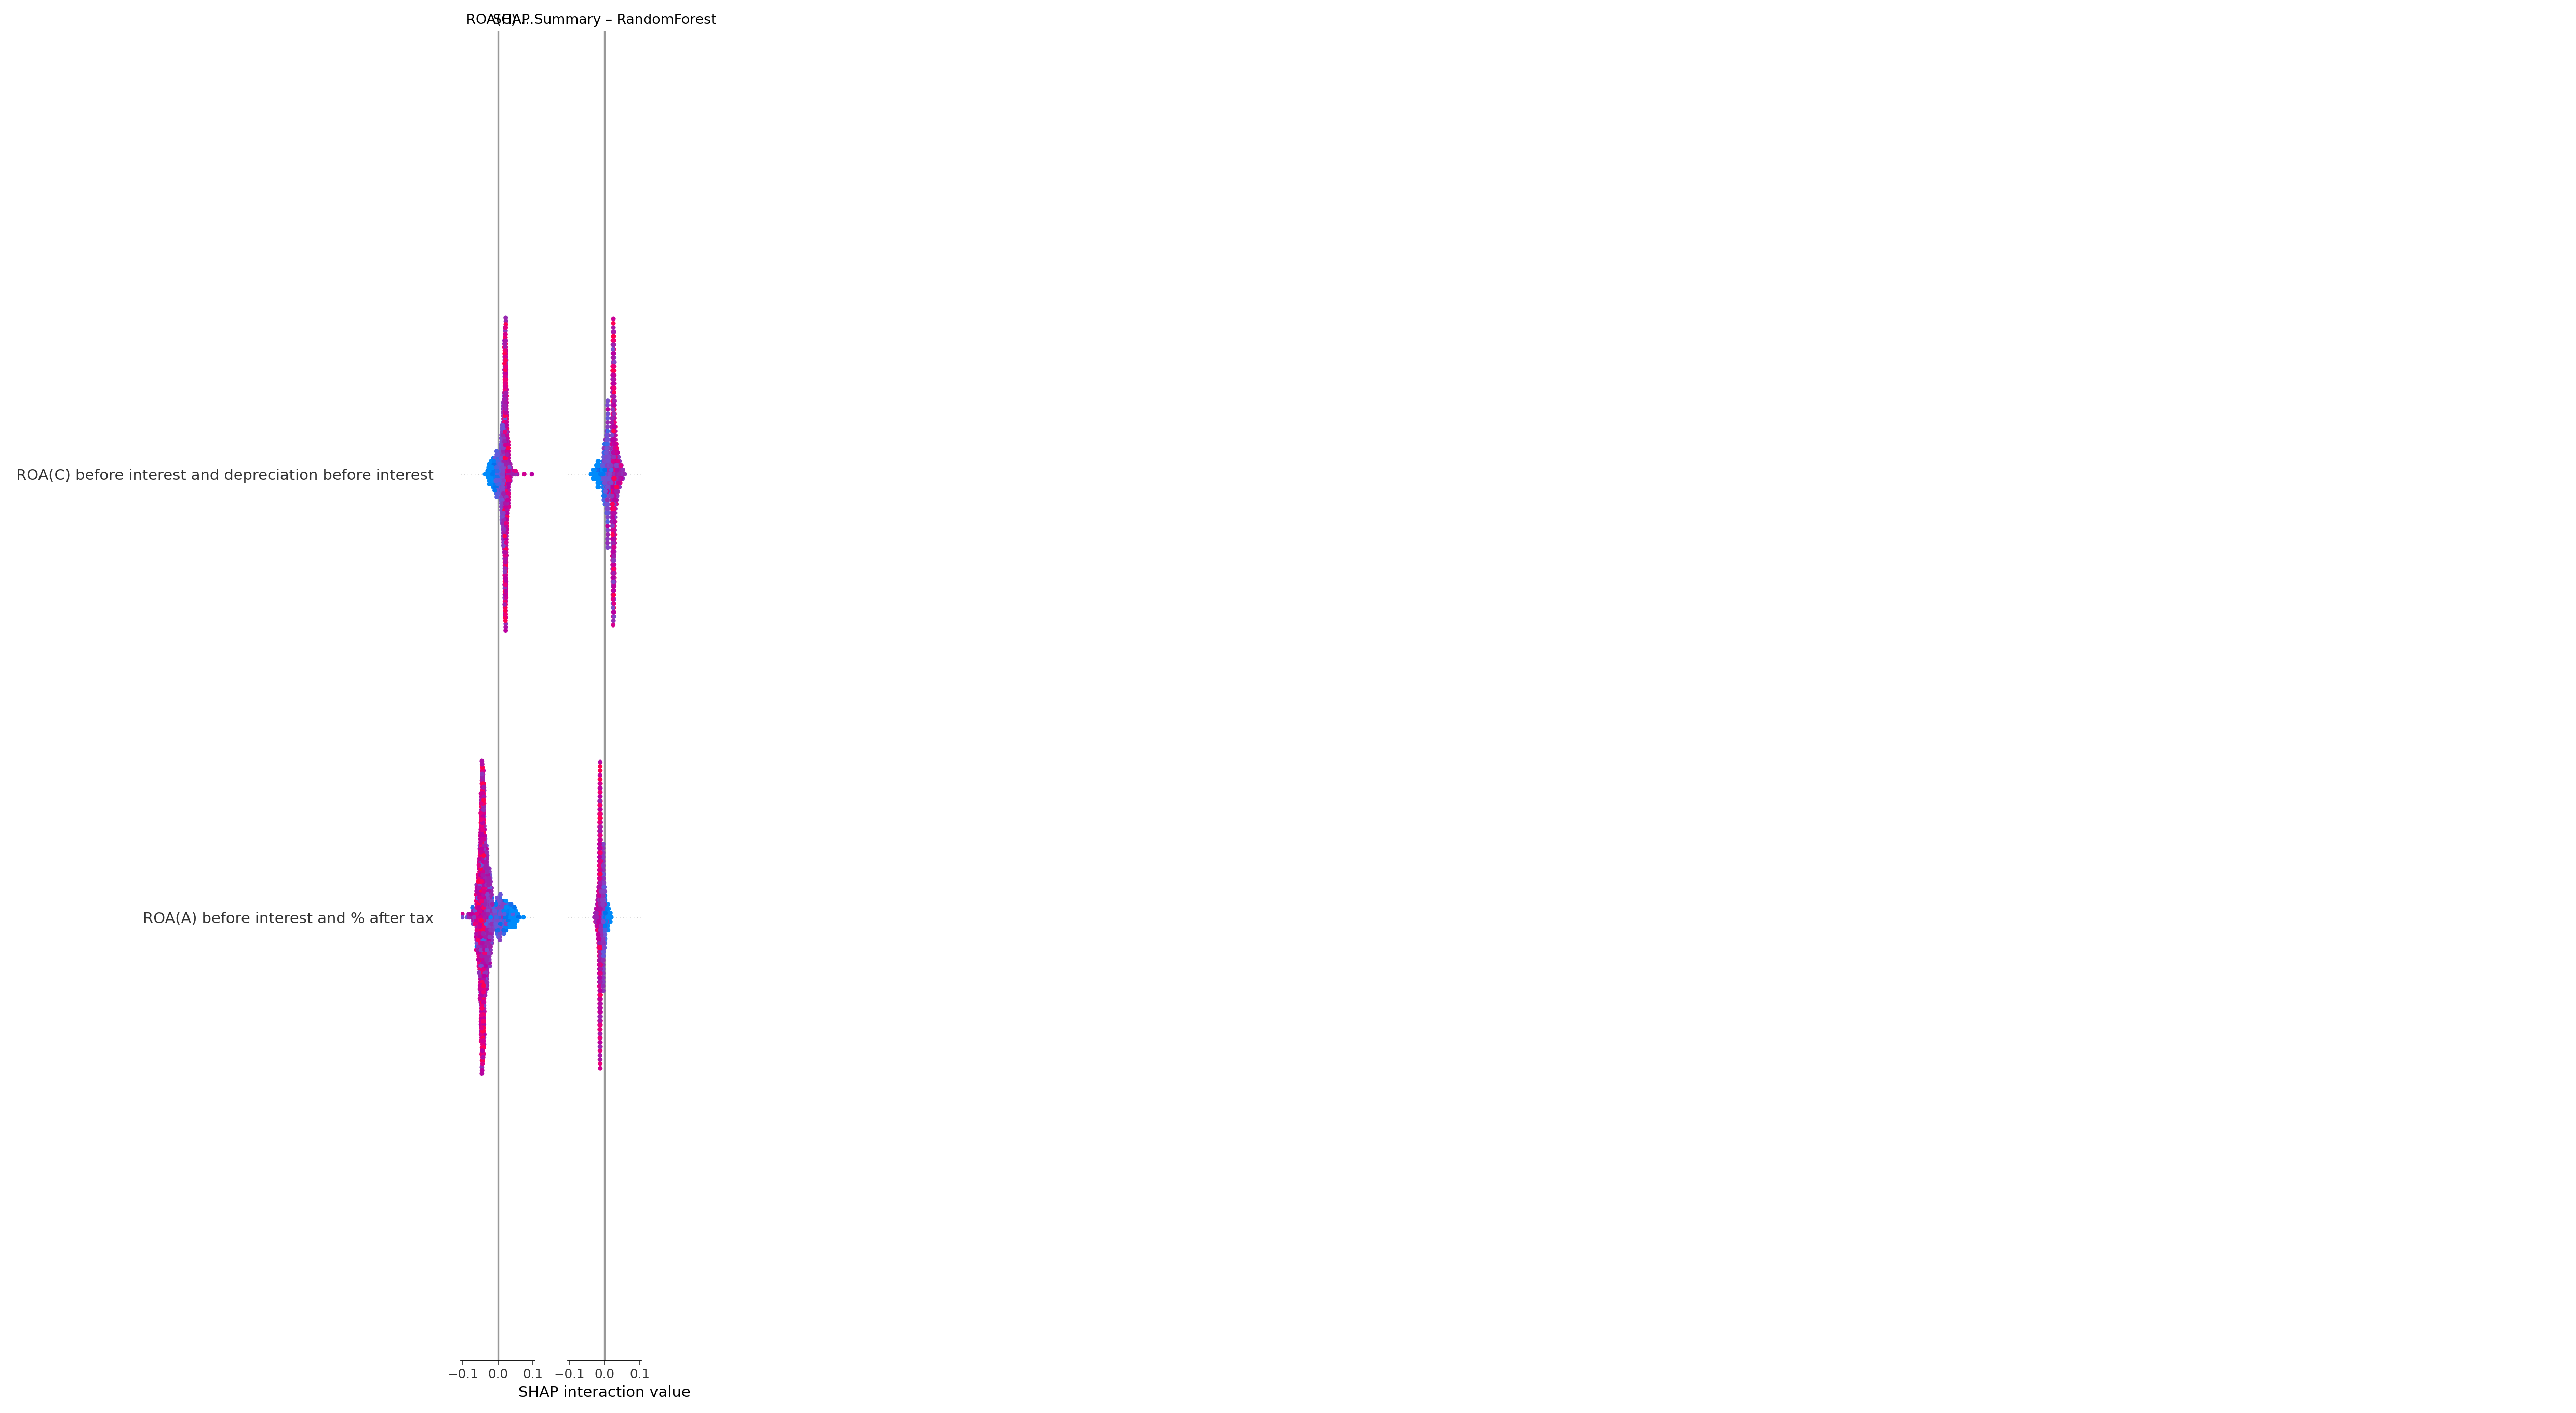 SHAP Summary – RandomForest
ROA(C) before interest and depreciation before interest
ROA(A) before interest and % after tax
−0.1 0.0 0.1 −0.1 0.0 0.1
SHAP interaction value